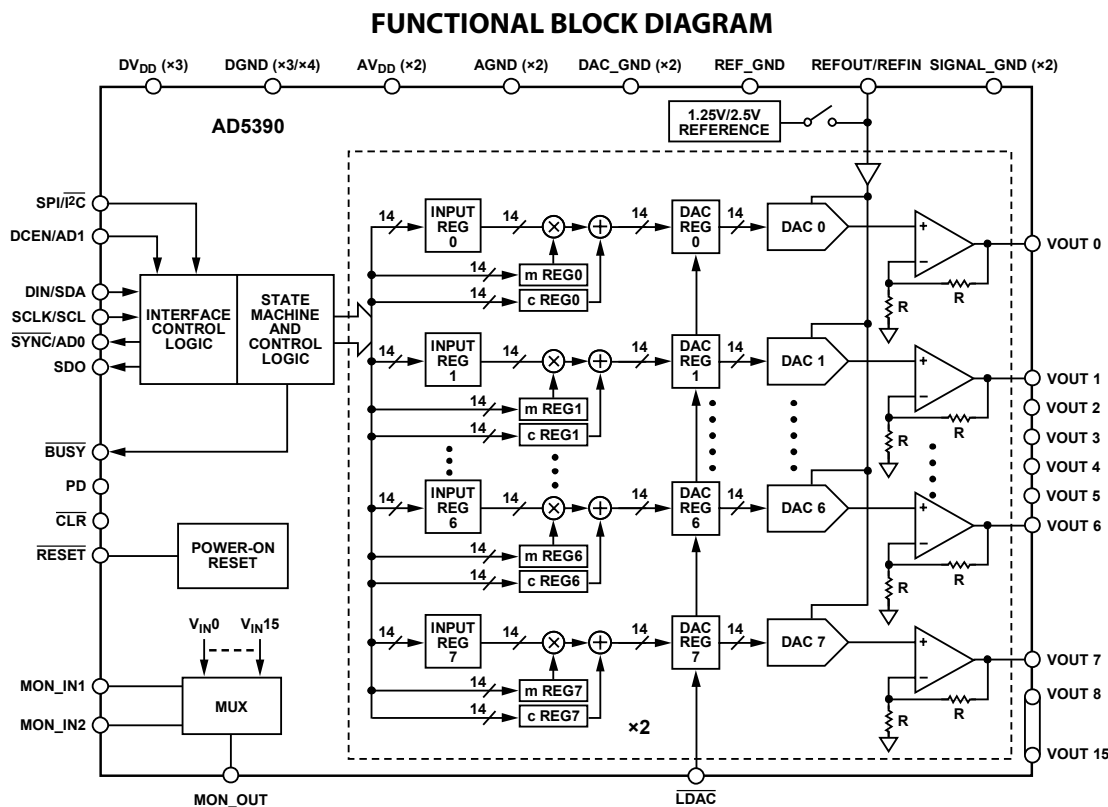 FUNCTIONAL BLOCK DIAGRAM
DVDD (×3)
DGND (×3/×4)
AVDD (×2)
AGND (×2)
DAC_GND (×2)
REF_GND
REFOUT/REFIN
SIGNAL_GND (×2)
AD5390
1.25V/2.5V
REFERENCE
SPI/I²C
DCEN/AD1
DIN/SDA
SCLK/SCL
SYNC/AD0
SDO
BUSY
PD
CLR
RESET
MON_IN1
MON_IN2
INTERFACE
CONTROL
LOGIC
STATE
MACHINE
AND
CONTROL
LOGIC
POWER-ON
RESET
VIN0
VIN15
MUX
MON_OUT
14
INPUT
REG
0
14
14
DAC
REG
0
14
DAC 0
+
−
R
R
VOUT 0
14
m REG0
14
c REG0
14
INPUT
REG
1
14
14
DAC
REG
1
14
DAC 1
+
−
R
R
VOUT 1
14
m REG1
14
c REG1
VOUT 2
VOUT 3
VOUT 4
VOUT 5
14
INPUT
REG
6
14
14
DAC
REG
6
14
DAC 6
+
−
R
R
VOUT 6
14
m REG6
14
c REG6
14
INPUT
REG
7
14
14
DAC
REG
7
14
DAC 7
+
−
R
R
VOUT 7
14
m REG7
14
c REG7
×2
VOUT 8
VOUT 15
LDAC